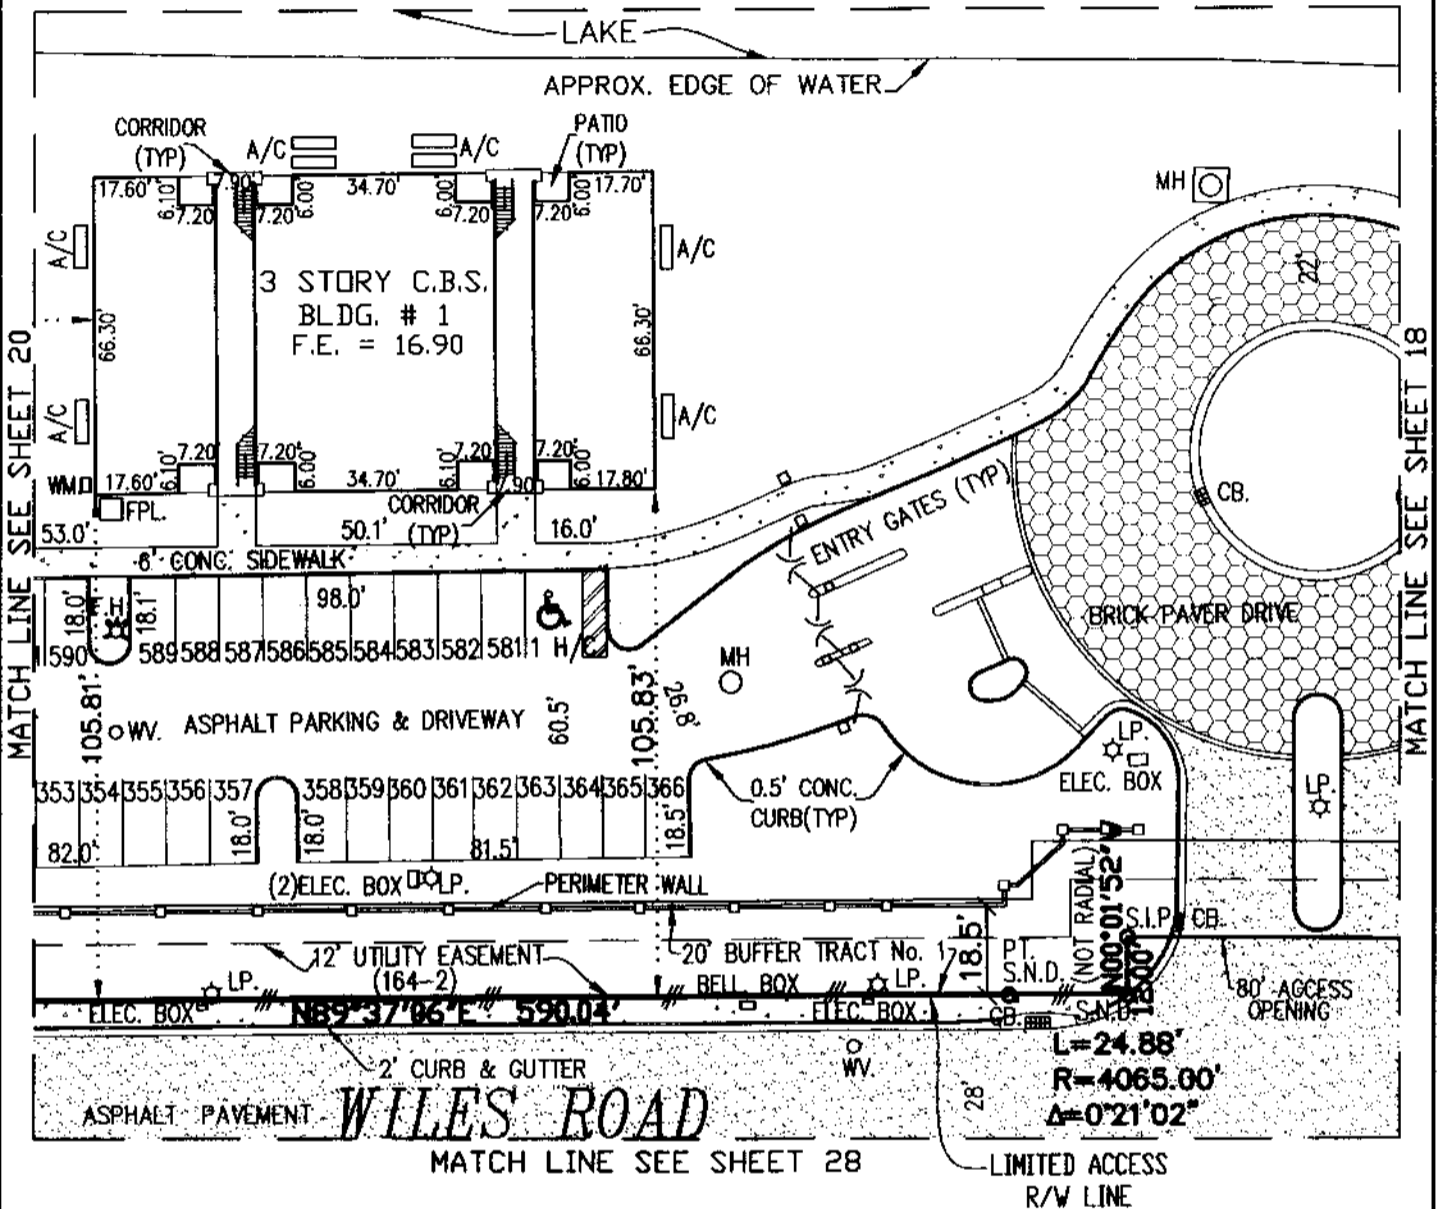 LAKE
APPROX. EDGE OF WATER
CORRIDOR
(TYP)
A/C
A/C
PATIO
(TYP)
MH
17.60'
6.10'
7.90'
7.20'
7.20'
6.00'
34.70'
6.00'
7.20'
7.20'
6.00'
17.70'
A/C
A/C
22'
3 STORY C.B.S.
BLDG. # 1
F.E. = 16.90
66.30'
66.30'
MATCH LINE SEE SHEET 20
MATCH LINE SEE SHEET 18
A/C
A/C
7.20'
7.20'
7.20'
7.20'
WM
17.60'
6.10'
6.00'
34.70'
6.10'
.90'
6.00'
17.80'
FPL.
CORRIDOR
(TYP)
CB.
53.0'
50.1'
16.0'
ENTRY GATES (TYP)
6' CONC. SIDEWALK
18.0'
F.H.
18.1'
98.0'
BRICK PAVER DRIVE
590
589
588
587
586
585
584
583
582
581
1
H/C
MH
105.81'
WV.
ASPHALT PARKING & DRIVEWAY
60.5'
105.83'
26.8'
LP.
ELEC. BOX
353
354
355
356
357
358
359
360
361
362
363
364
365
366
0.5' CONC.
CURB(TYP)
LP.
18.0'
18.0'
18.5'
82.0'
81.5'
(2)ELEC. BOX
LP.
PERIMETER WALL
(NOT RADIAL)
N00°01'52"
S.I.P.
CB.
12' UTILITY EASEMENT
(164-2)
20' BUFFER TRACT No. 1
18.5'
PT.
S.N.D.
LP.
BELL. BOX
LP.
80' ACCESS
OPENING
ELEC. BOX
N89°37'06"E 590.04'
ELEC. BOX
CB.
S.N.D.
L=24.88'
2' CURB & GUTTER
WV.
28'
R=4065.00'
ASPHALT PAVEMENT
WILES ROAD
Δ=0°21'02"
MATCH LINE SEE SHEET 28
LIMITED ACCESS
R/W LINE